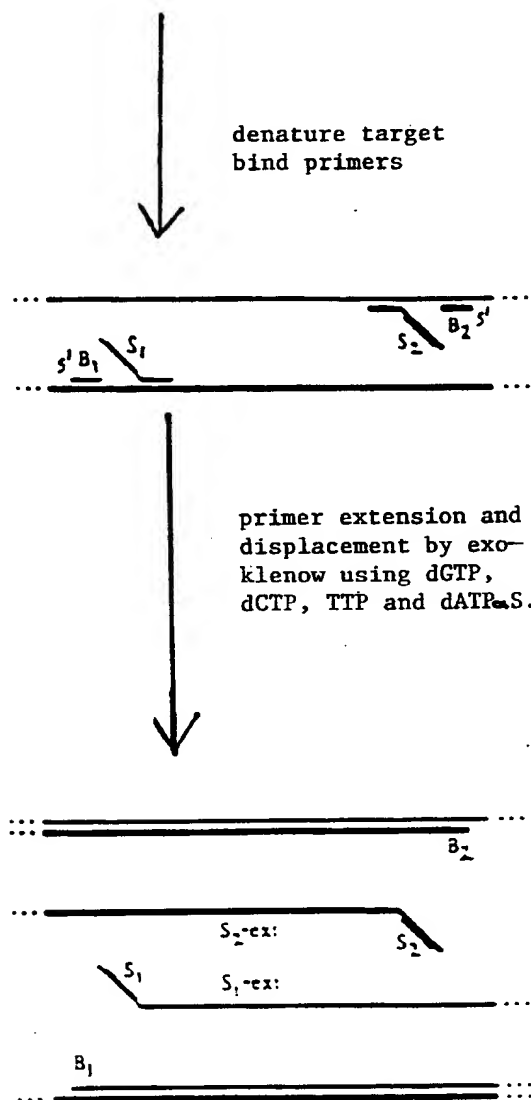 denature target
bind primers
S₁
5' B₁
S₂
B₂ 5'
primer extension and
displacement by exo—
klenow using dGTP,
dCTP, TTP and dATPαS.
B₂
S₂-ex:
S₂
S₁
S₁-ex:
B₁